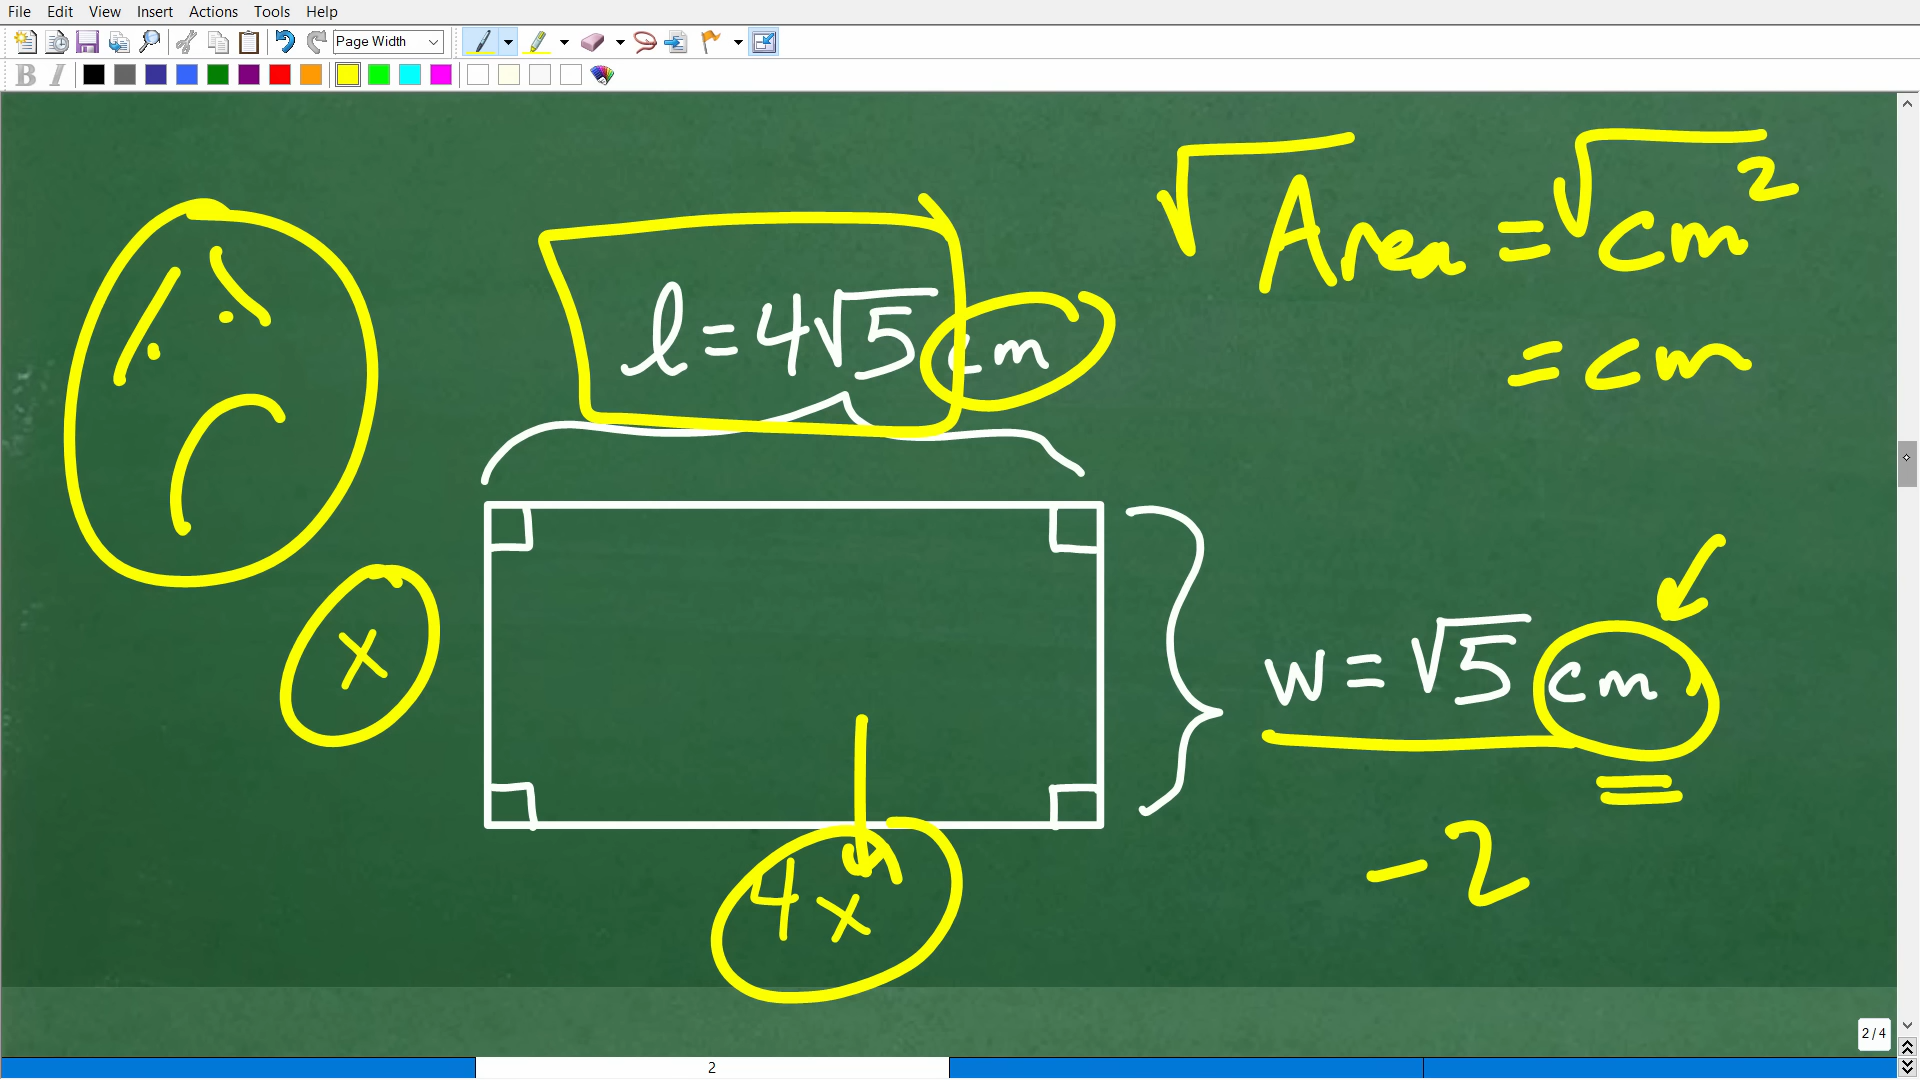 File Edit View Insert Actions Tools Help
Page Width
B I
√Area = √cm²
= cm
l = 4√5 cm
x
w = √5 cm
- 2
4x
2 / 4
2